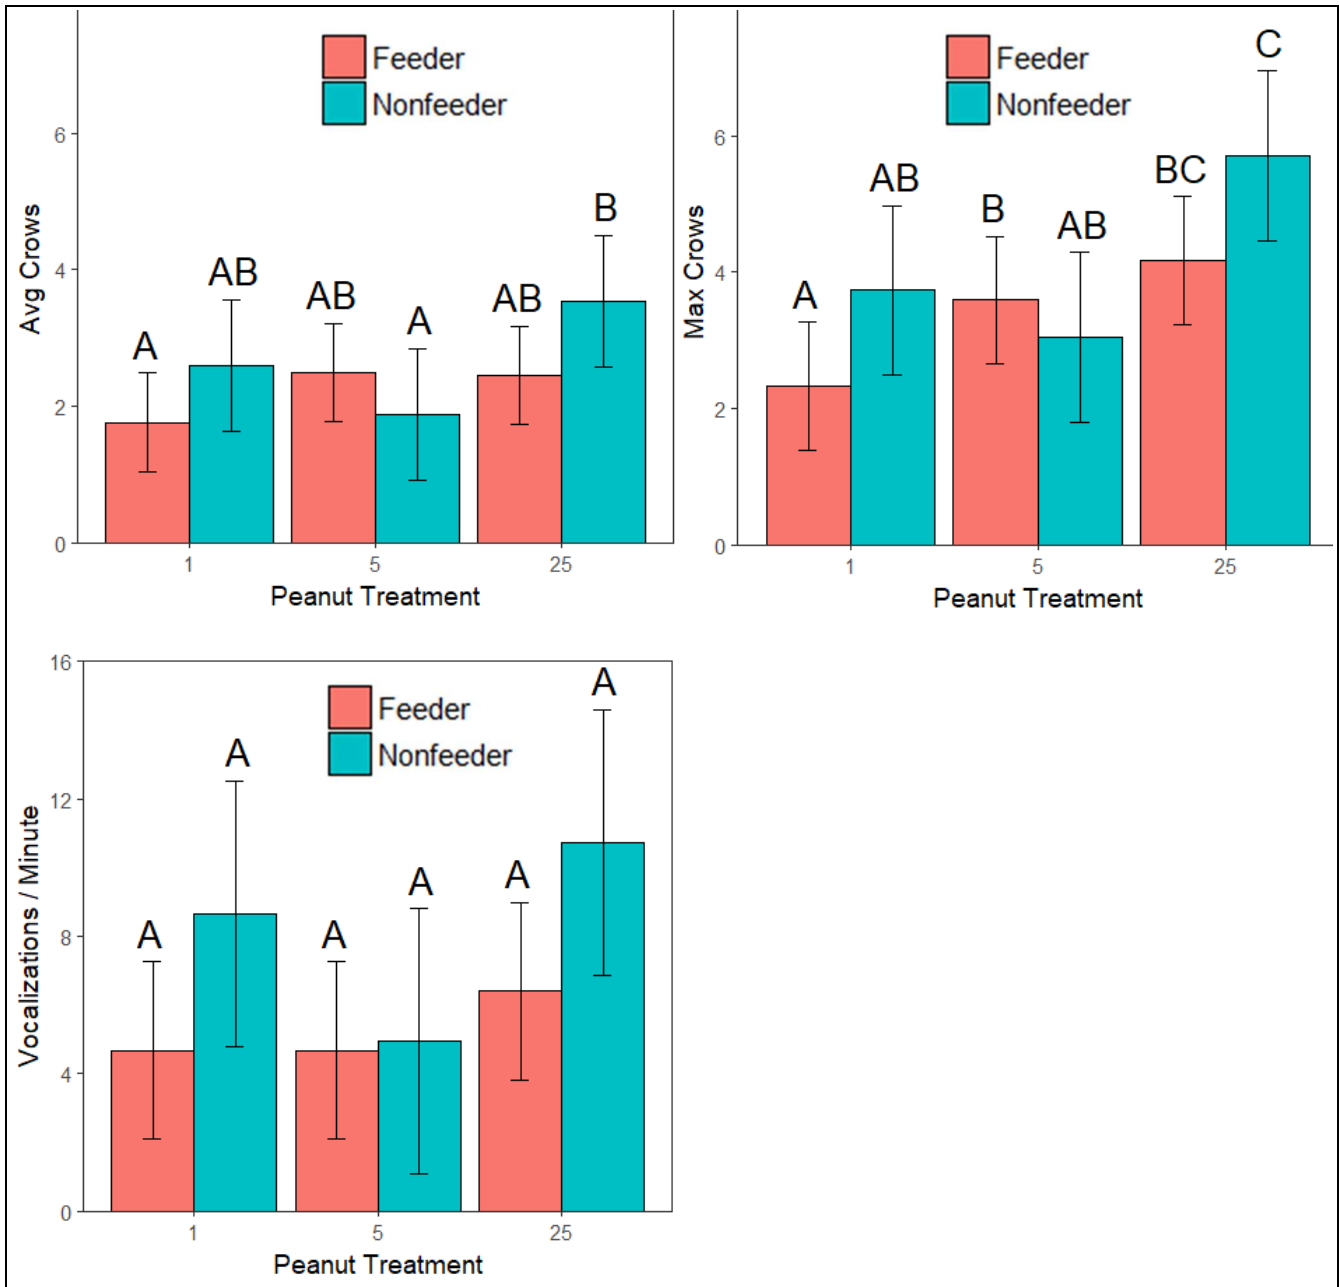 Feeder
Nonfeeder
6
4
2
0
Avg Crows
A
AB
AB
A
AB
B
1
5
25
Peanut Treatment
Feeder
Nonfeeder
6
4
2
0
Max Crows
A
AB
B
AB
BC
C
1
5
25
Peanut Treatment
Feeder
Nonfeeder
16
12
8
4
0
Vocalizations / Minute
A
A
A
A
A
A
1
5
25
Peanut Treatment